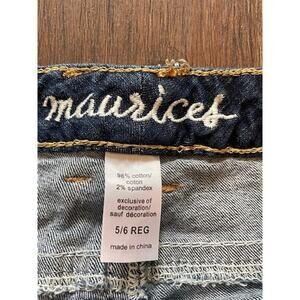 maurices
98% cotton/
coton
2% spandex
exclusive of
decoration/
sauf décoration
5/6 REG
made in china